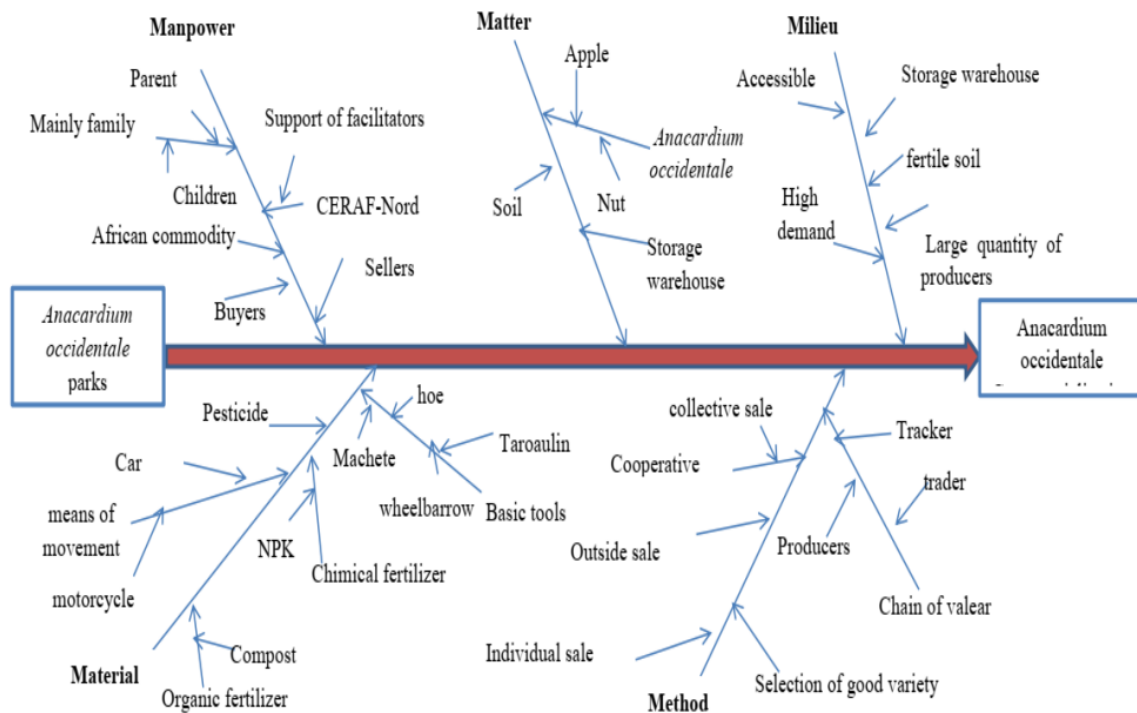 Manpower
Matter
Milieu
Parent
Apple
Accessible
Storage warehouse
Mainly family
Support of facilitators
Anacardium
occidentale
fertile soil
Children
CERAF-Nord
Soil
Nut
High
demand
African commodity
Sellers
Storage
warehouse
Large quantity of
producers
Buyers
Anacardium
occidentale
parks
Anacardium
occidentale
Pesticide
hoe
collective sale
Tracker
Car
Machete
Taroaulin
Cooperative
trader
means of
movement
wheelbarrow
Basic tools
NPK
Chimical fertilizer
Outside sale
Producers
motorcycle
Chain of valear
Compost
Individual sale
Material
Organic fertilizer
Method
Selection of good variety